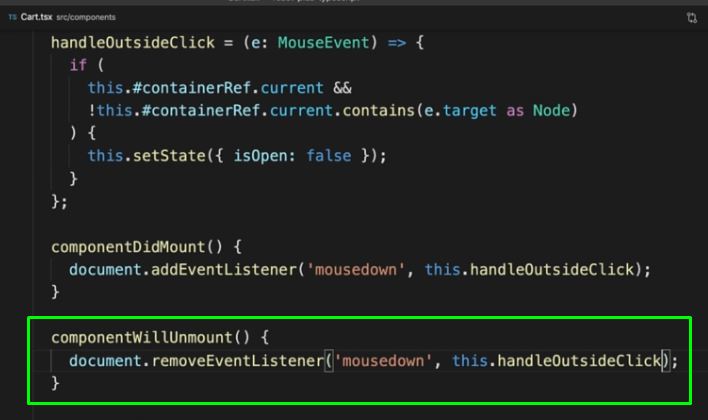 TS Cart.tsx src/components
handleOutsideClick = (e: MouseEvent) => {
if (
this.#containerRef.current &&
!this.#containerRef.current.contains(e.target as Node)
) {
this.setState({ isOpen: false });
}
};
componentDidMount() {
document.addEventListener('mousedown', this.handleOutsideClick);
}
componentWillUnmount() {
document.removeEventListener('mousedown', this.handleOutsideClick);
}